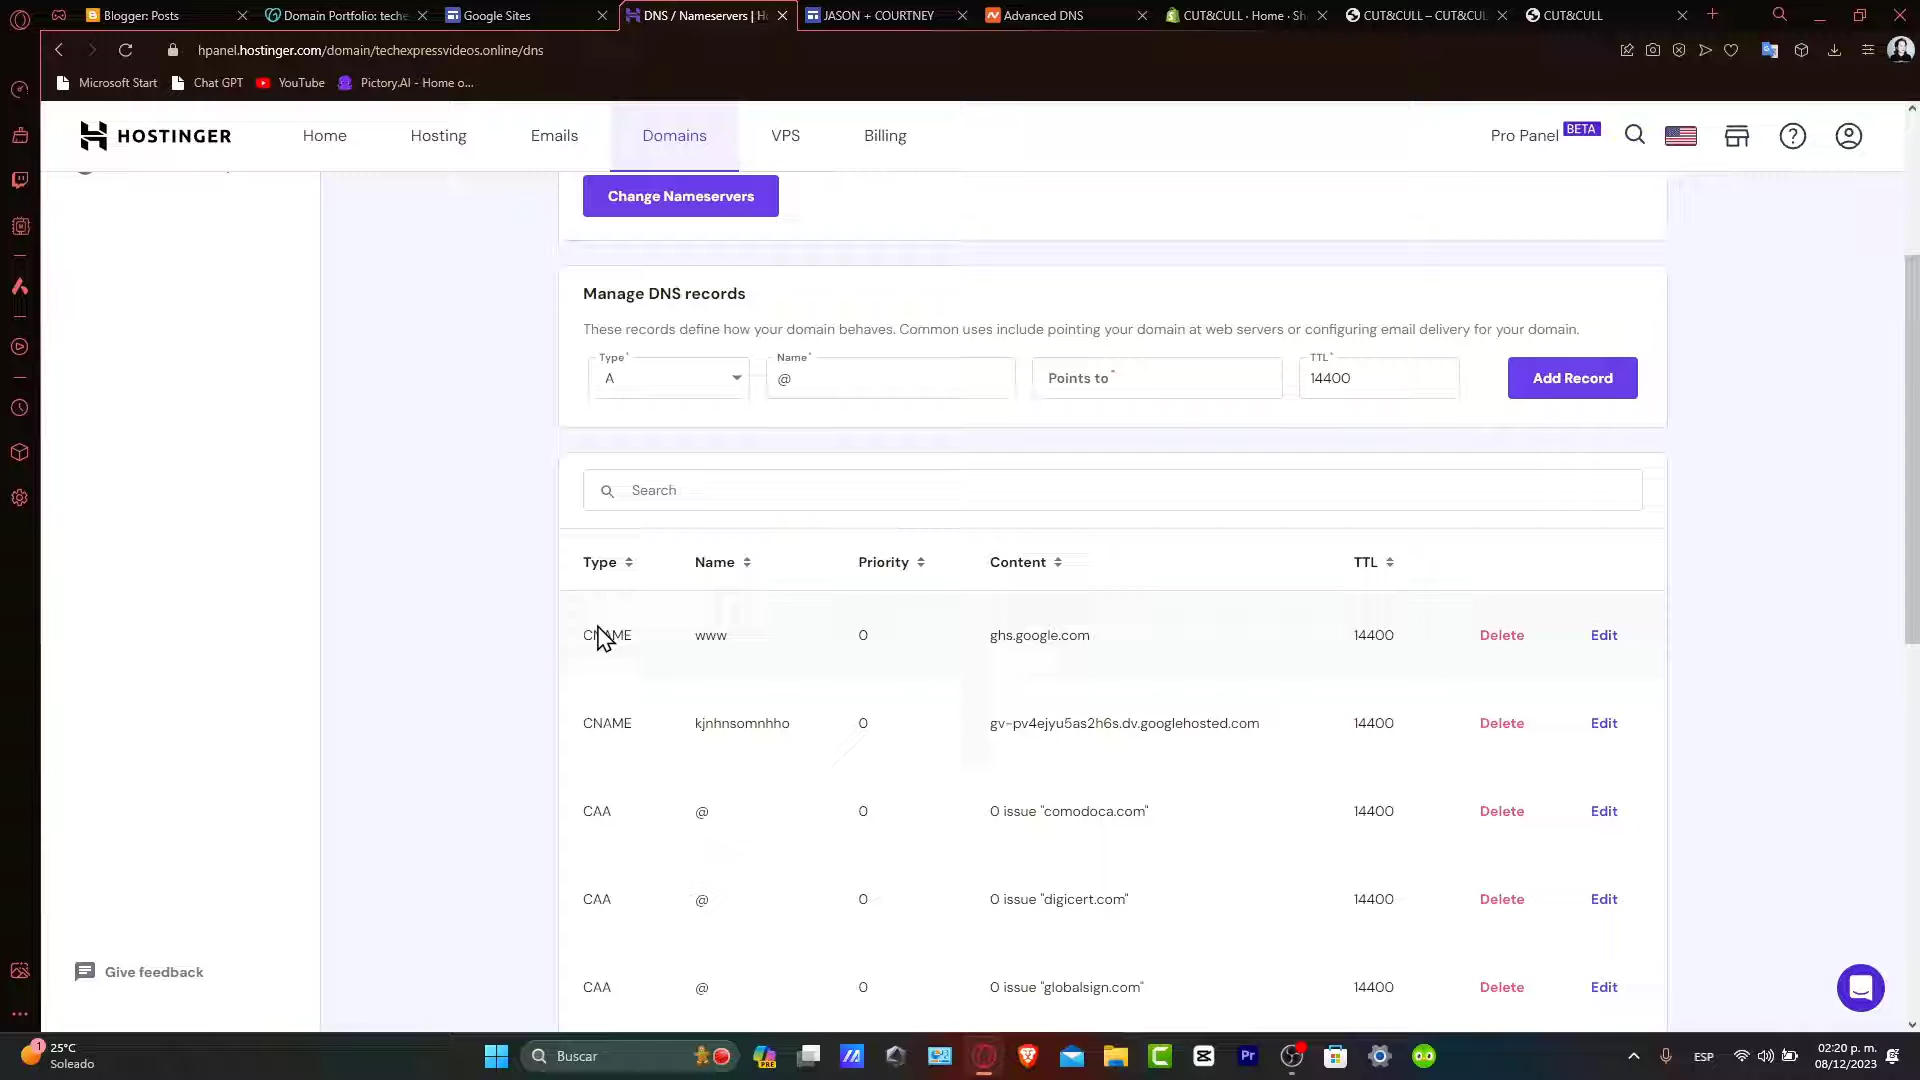 Blogger: Posts
Domain Portfolio: teche
Google Sites
DNS / Nameservers | H
JASON + COURTNEY
Advanced DNS
CUT&CULL · Home · Sh
CUT&CULL – CUT&CUL
CUT&CULL
hpanel.hostinger.com/domain/techexpressvideos.online/dns
Microsoft Start
Chat GPT
YouTube
Pictory.AI - Home o...
HOSTINGER
Home
Hosting
Emails
Domains
VPS
Billing
Pro Panel BETA
Change Nameservers
Manage DNS records
These records define how your domain behaves. Common uses include pointing your domain at web servers or configuring email delivery for your domain.
Type*
Name*
TTL*
A
@
Points to*
14400
Add Record
Search
Type Name Priority Content TTL
CNAME www 0 ghs.google.com 14400 Delete Edit
CNAME kjnhnsomnhho 0 gv-pv4ejyu5as2h6s.dv.googlehosted.com 14400 Delete Edit
CAA @ 0 0 issue "comodoca.com" 14400 Delete Edit
CAA @ 0 0 issue "digicert.com" 14400 Delete Edit
CAA @ 0 0 issue "globalsign.com" 14400 Delete Edit
Give feedback
1
25°C
Soleado
Buscar
PRE
Pr
ESP
02:20 p. m.
08/12/2023